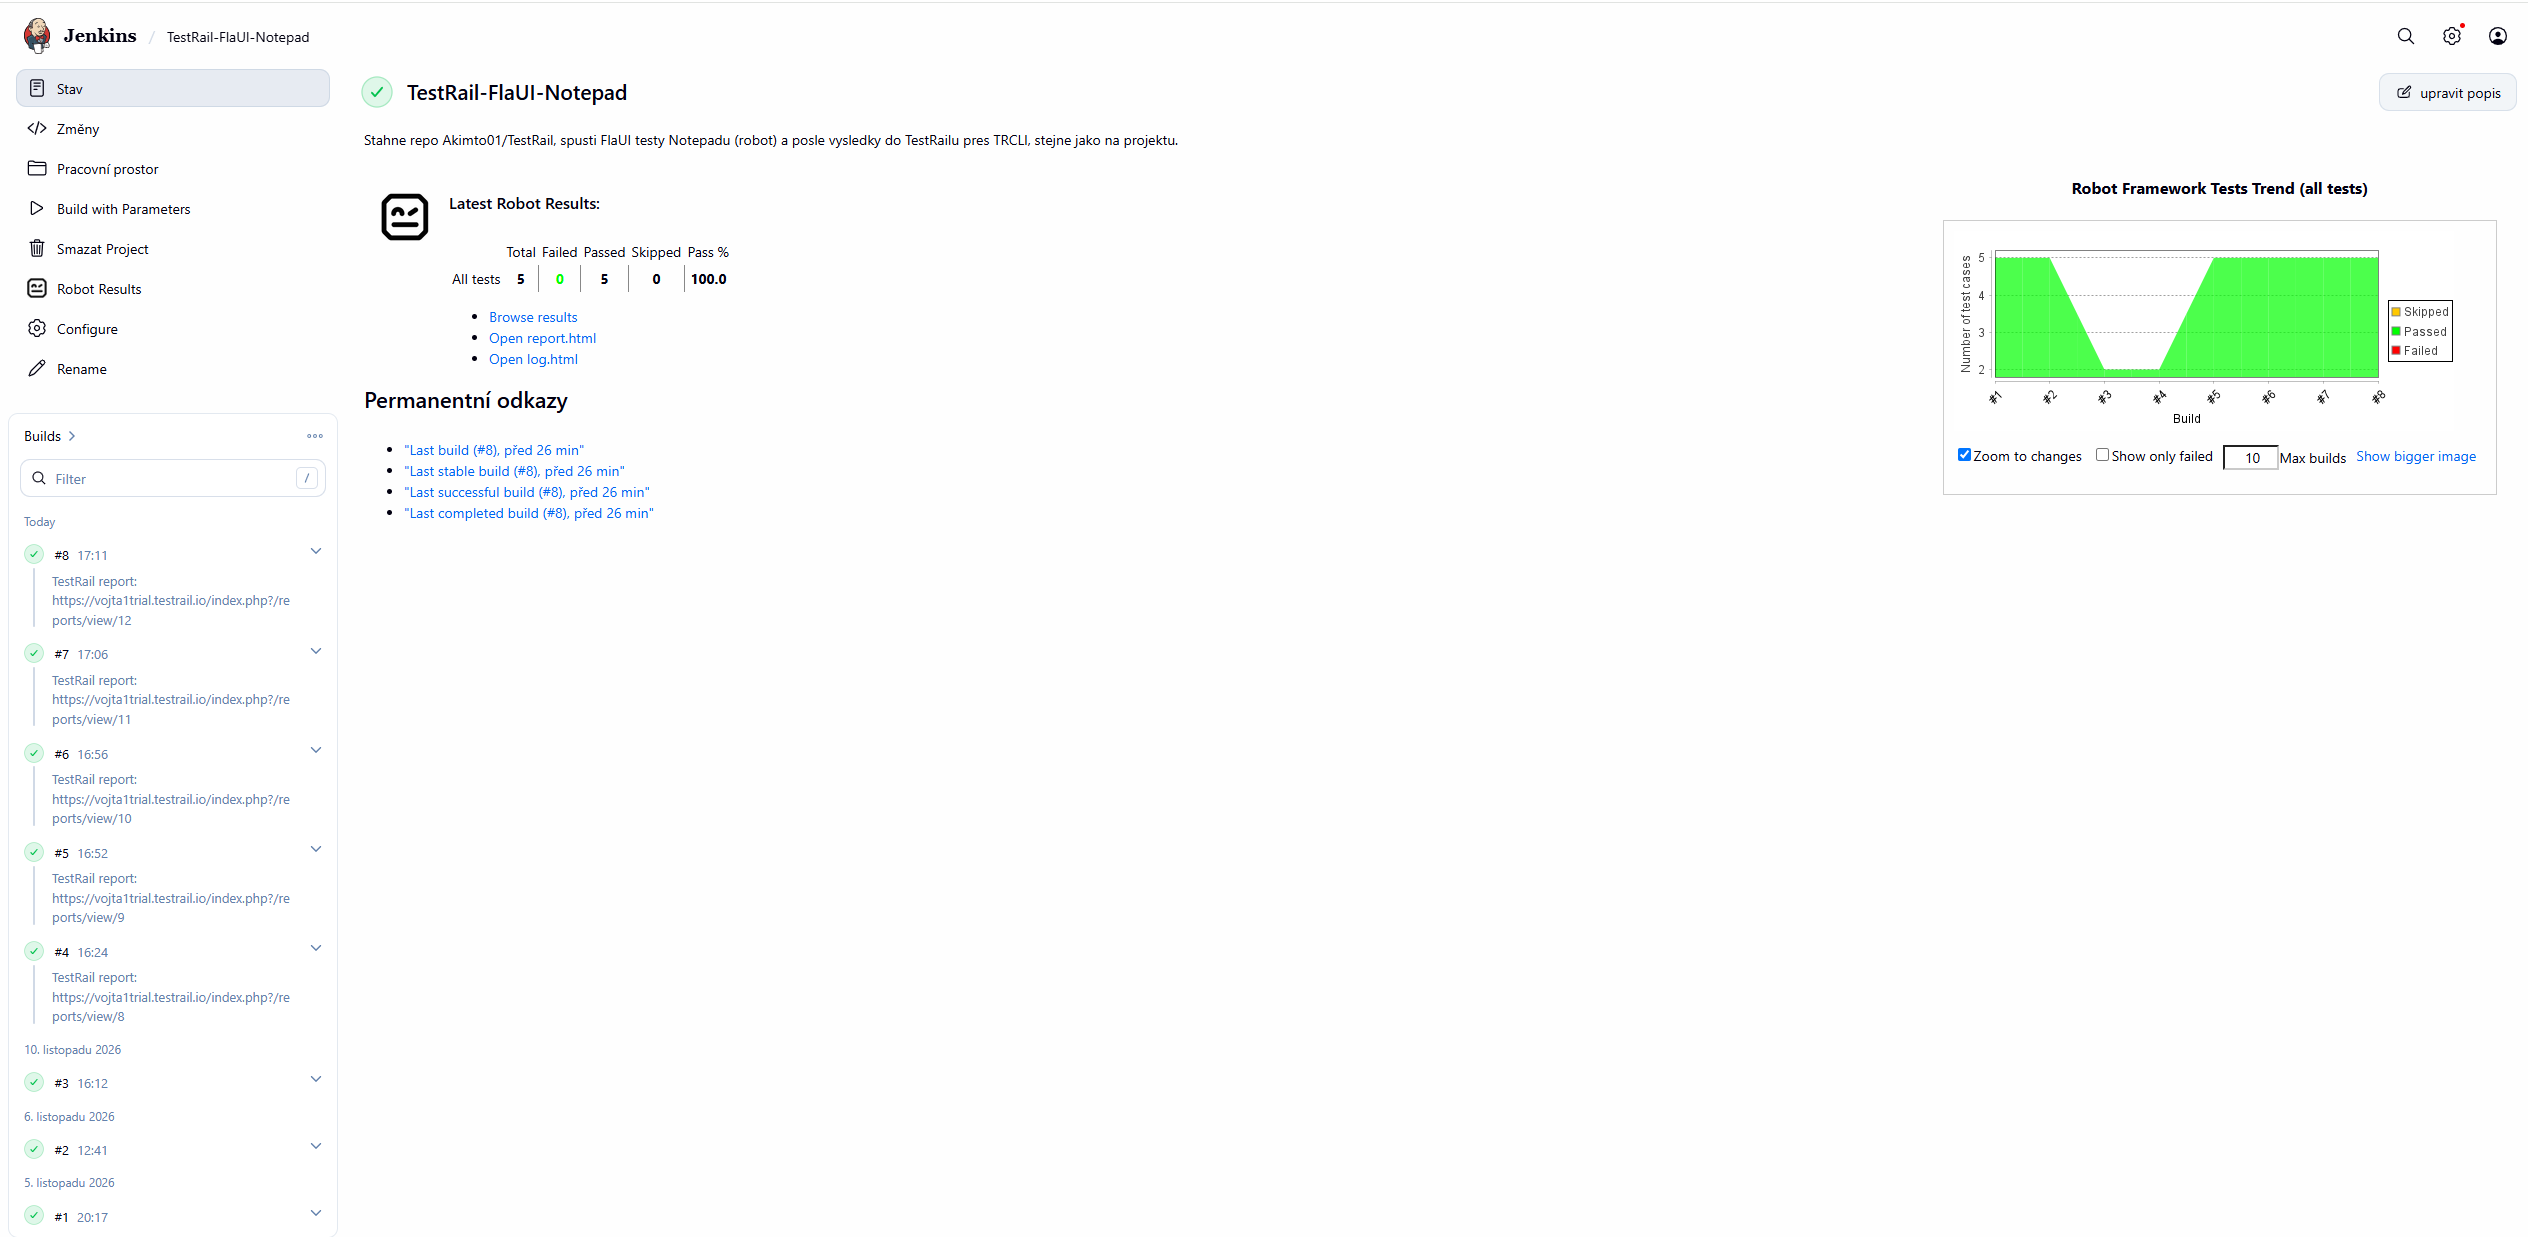 Jenkins / TestRail-FlaUI-Notepad
Stav
Změny
Pracovní prostor
Build with Parameters
Smazat Project
Robot Results
Configure
Rename
Builds
Filter /
Today
#8 17:11
TestRail report:
https://vojta1trial.testrail.io/index.php?/re
ports/view/12
#7 17:06
TestRail report:
https://vojta1trial.testrail.io/index.php?/re
ports/view/11
#6 16:56
TestRail report:
https://vojta1trial.testrail.io/index.php?/re
ports/view/10
#5 16:52
TestRail report:
https://vojta1trial.testrail.io/index.php?/re
ports/view/9
#4 16:24
TestRail report:
https://vojta1trial.testrail.io/index.php?/re
ports/view/8
10. listopadu 2026
#3 16:12
6. listopadu 2026
#2 12:41
5. listopadu 2026
#1 20:17
TestRail-FlaUI-Notepad
upravit popis
Stahne repo Akimto01/TestRail, spusti FlaUI testy Notepadu (robot) a posle vysledky do TestRailu pres TRCLI, stejne jako na projektu.
Latest Robot Results:
Total Failed Passed Skipped Pass %
All tests 5 0 5 0 100.0
Browse results
Open report.html
Open log.html
Permanentní odkazy
"Last build (#8), před 26 min"
"Last stable build (#8), před 26 min"
"Last successful build (#8), před 26 min"
"Last completed build (#8), před 26 min"
Robot Framework Tests Trend (all tests)
Number of test cases
5
4
3
2
#1 #2 #3 #4 #5 #6 #7 #8
Build
Skipped
Passed
Failed
Zoom to changes Show only failed 10 Max builds Show bigger image